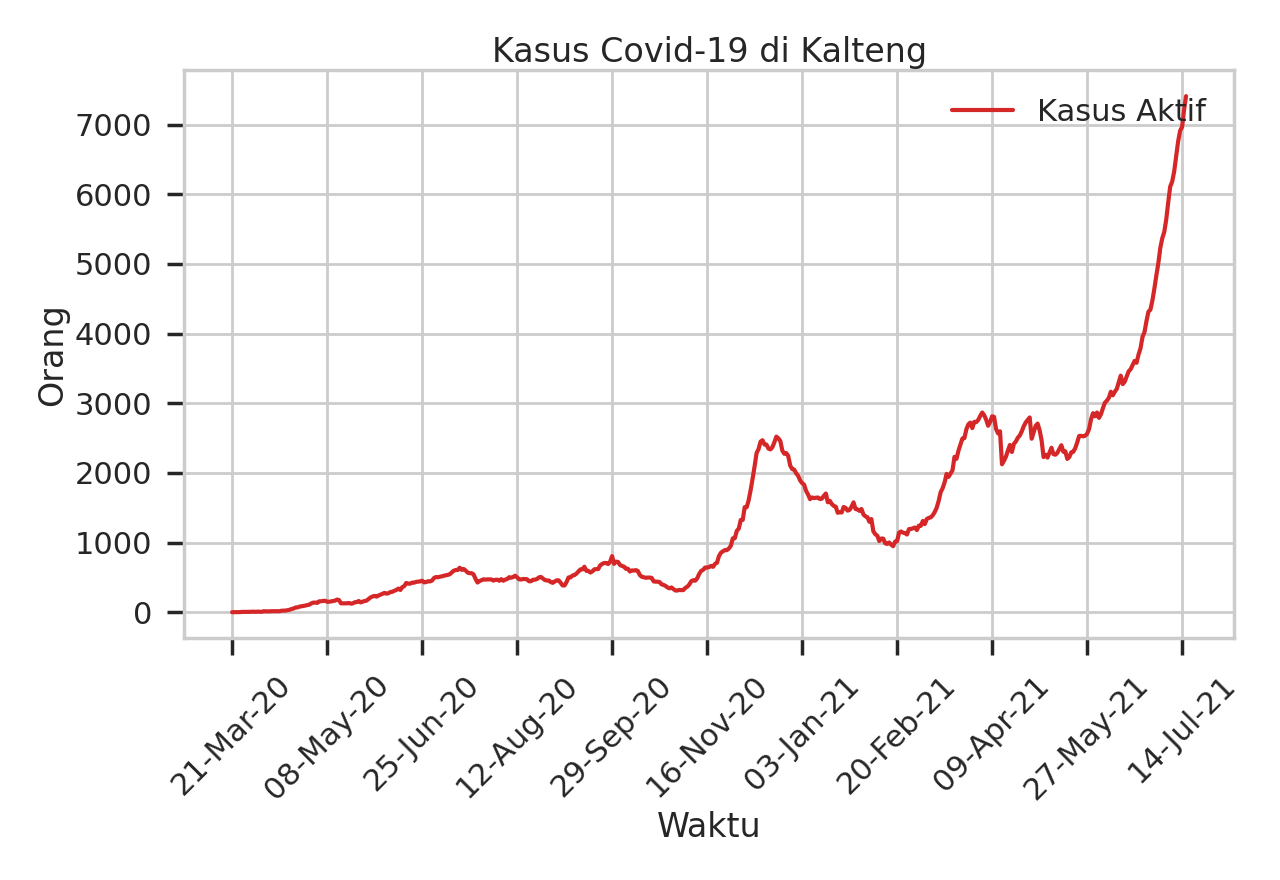 Kasus Covid-19 di Kalteng
Kasus Aktif
Orang
7000
6000
5000
4000
3000
2000
1000
0
21-Mar-20
08-May-20
25-Jun-20
12-Aug-20
29-Sep-20
16-Nov-20
03-Jan-21
20-Feb-21
09-Apr-21
27-May-21
14-Jul-21
Waktu